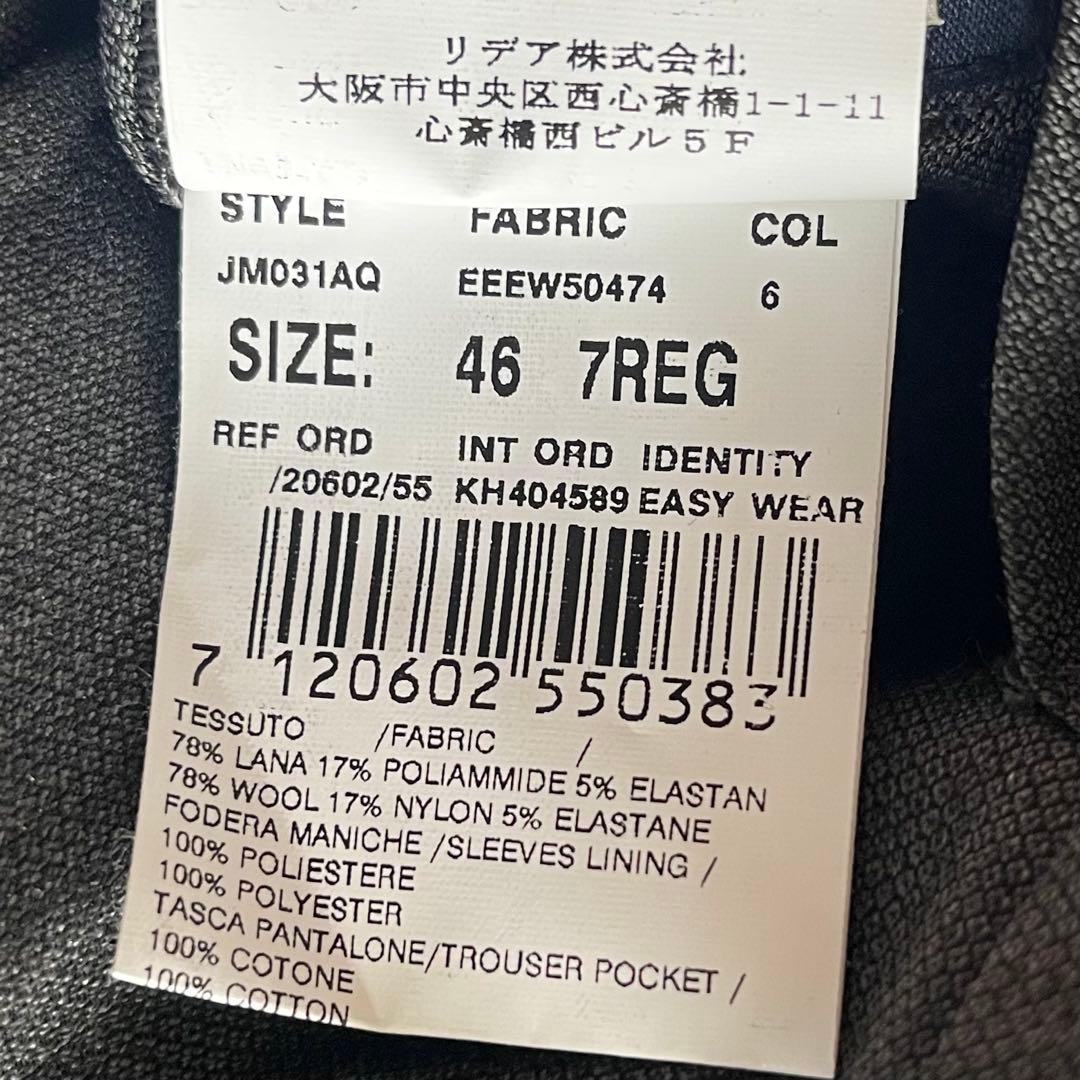 リデア株式会社
大阪市中央区西心斎橋1-1-11
心斎橋西ビル5F
STYLE FABRIC COL
JM031AQ EEEW50474 6
SIZE: 46 7REG
REF ORD INT ORD IDENTITY
/20602/55 KH404589 EASY WEAR
7 120602 550383
TESSUTO /FABRIC /
78% LANA 17% POLIAMMIDE 5% ELASTAN
78% WOOL 17% NYLON 5% ELASTANE
FODERA MANICHE /SLEEVES LINING /
100% POLIESTERE
100% POLYESTER
TASCA PANTALONE/TROUSER POCKET /
100% COTONE
100% COTTON